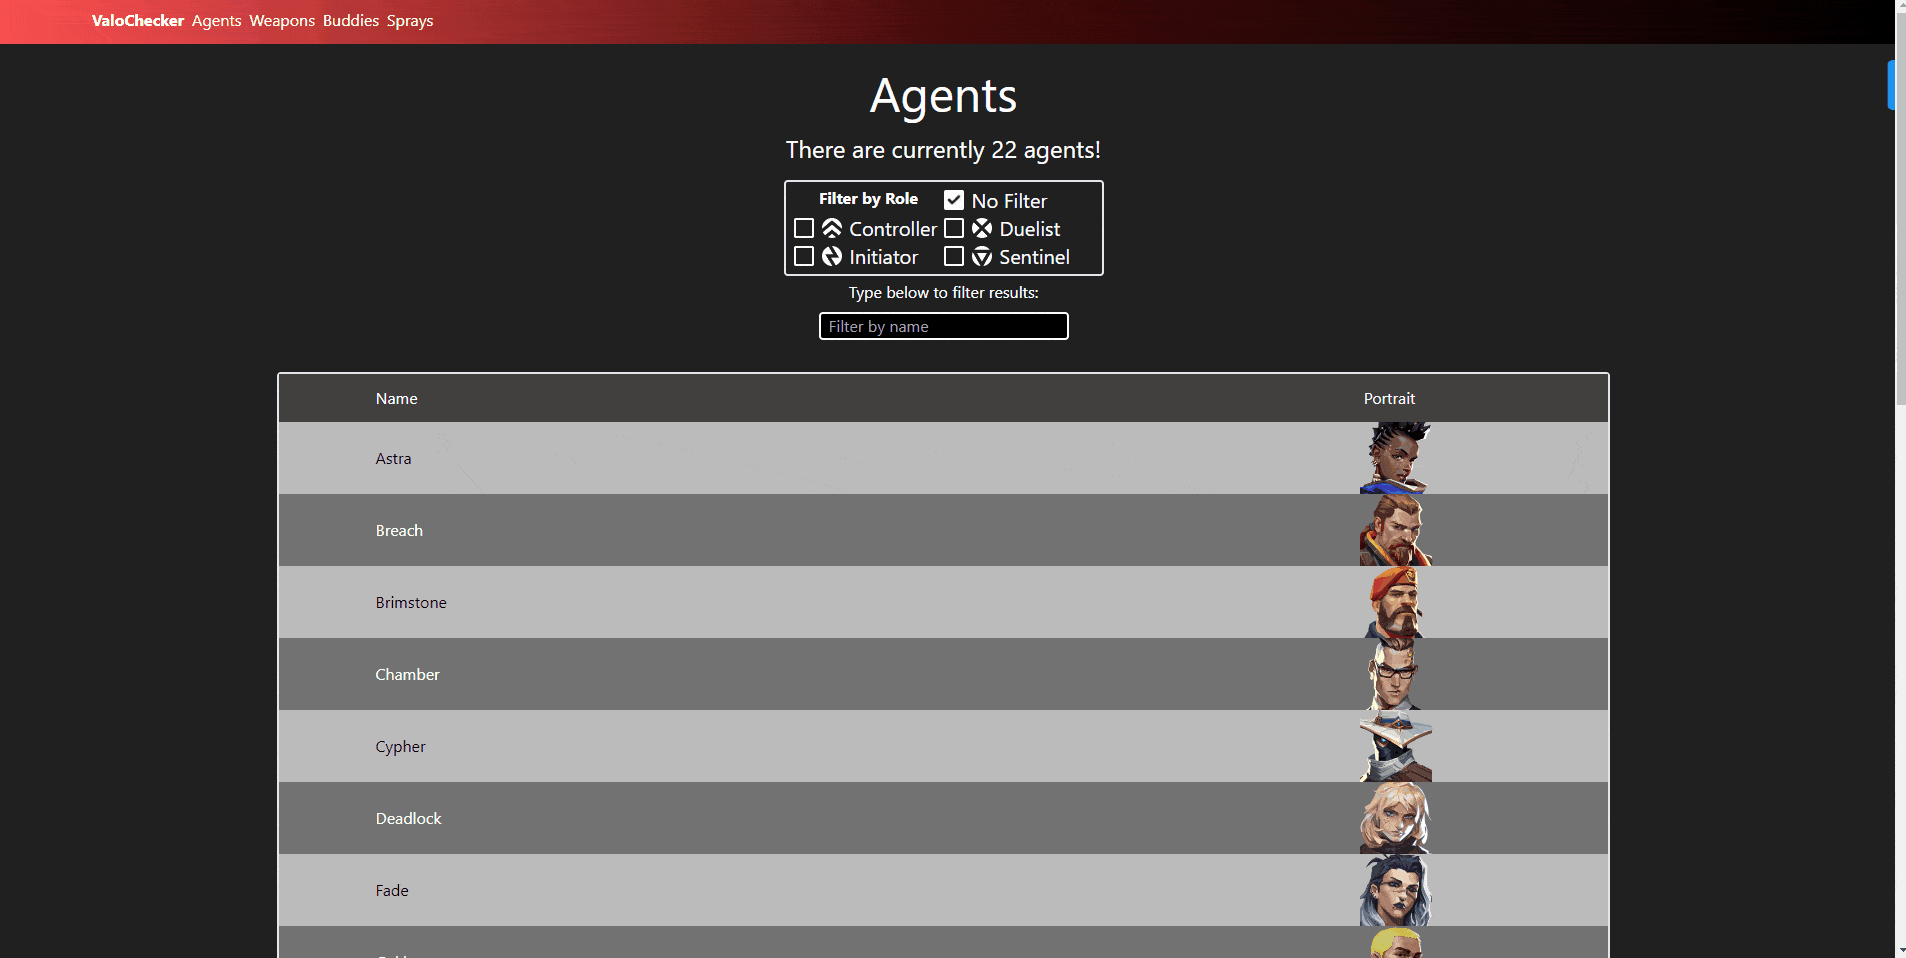 ValoChecker Agents Weapons Buddies Sprays
Agents
There are currently 22 agents!
Filter by Role No Filter
Controller Duelist
Initiator Sentinel
Type below to filter results:
Filter by name
Name Portrait
Astra
Breach
Brimstone
Chamber
Cypher
Deadlock
Fade